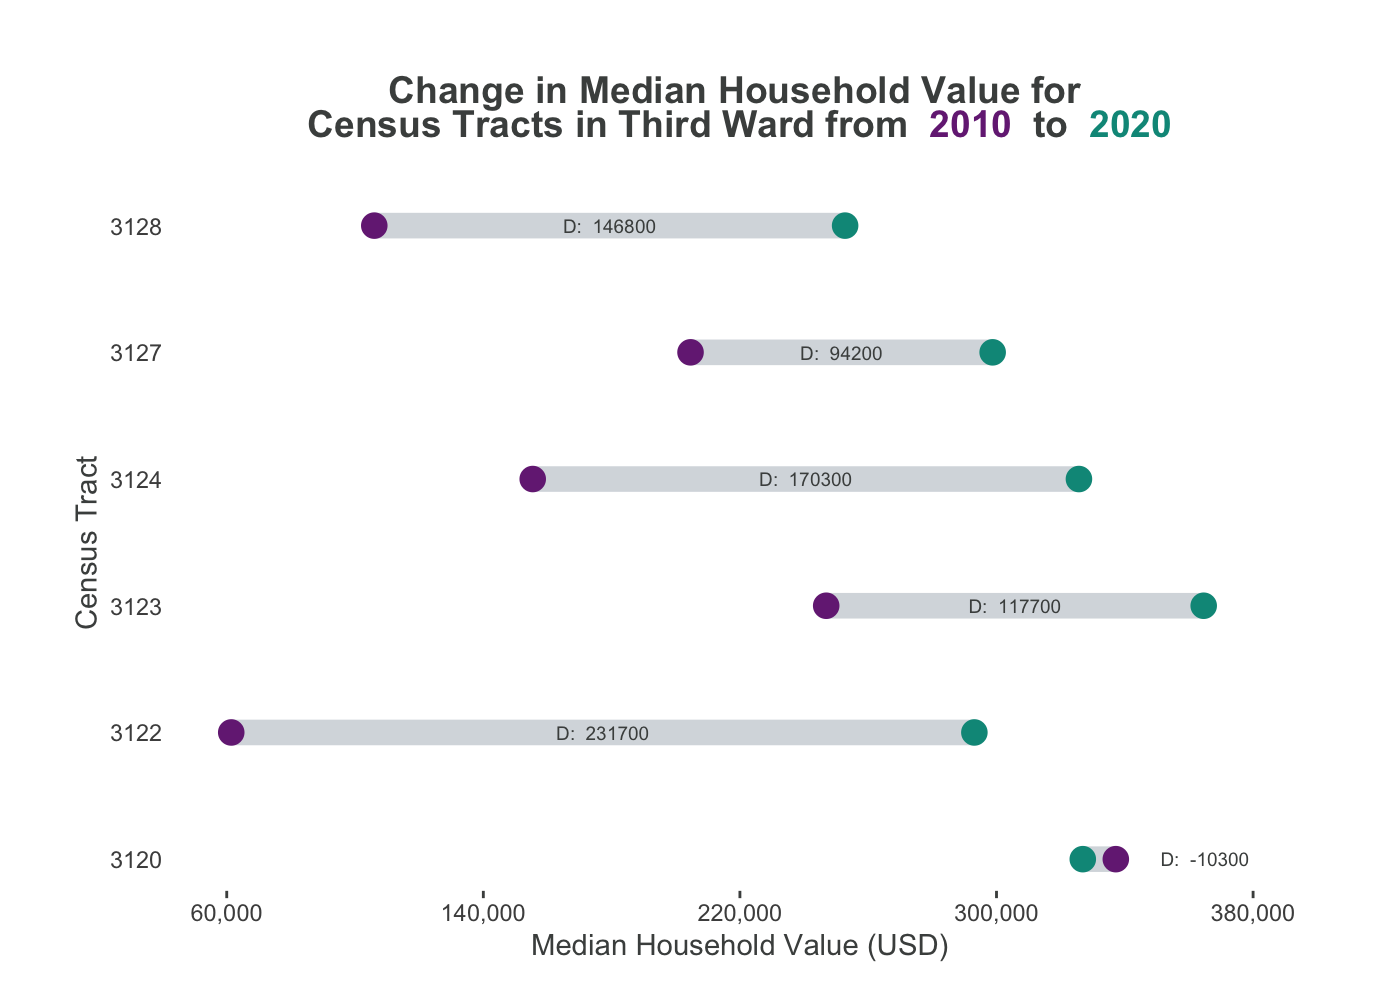 Change in Median Household Value for
Census Tracts in Third Ward from 2010 to 2020
3128
D: 146800
3127
D: 94200
3124
D: 170300
3123
D: 117700
3122
D: 231700
3120
D: -10300
Census Tract
60,000 140,000 220,000 300,000 380,000
Median Household Value (USD)